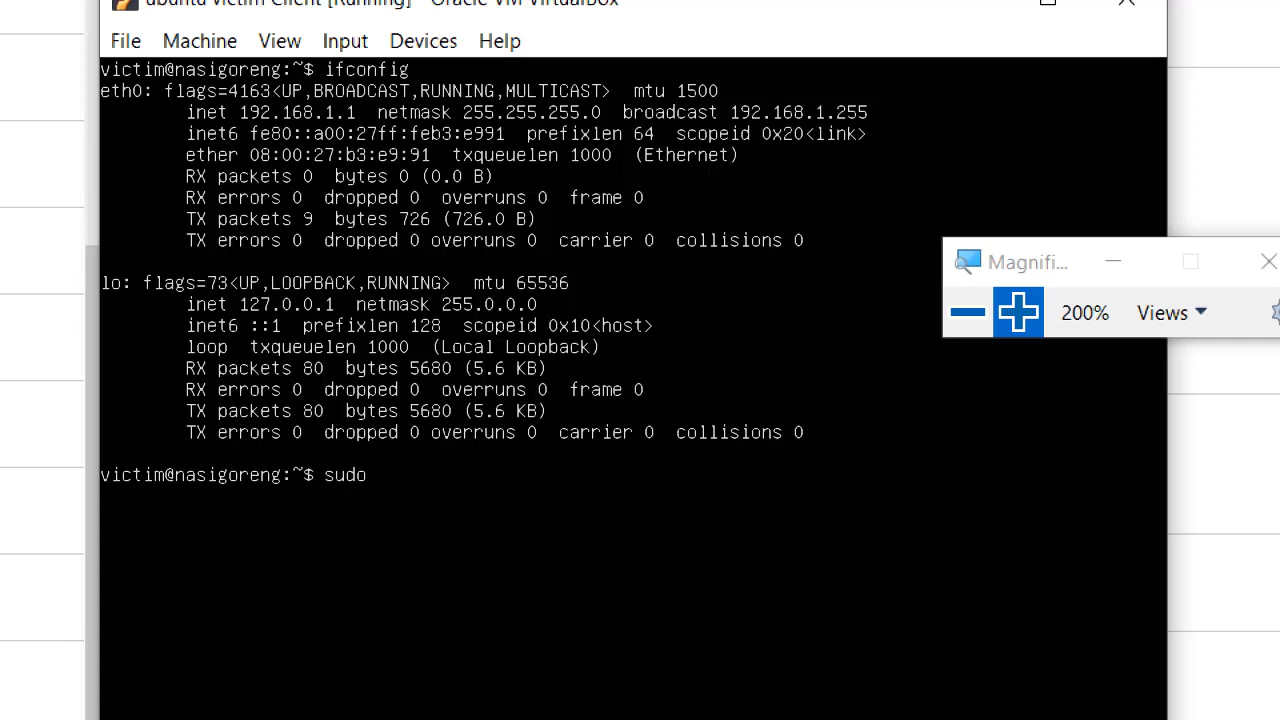 ubuntu victim Client [Running] - Oracle VM VirtualBox
File Machine View Input Devices Help
victim@nasigoreng:~$ ifconfig
eth0: flags=4163<UP,BROADCAST,RUNNING,MULTICAST>  mtu 1500
        inet 192.168.1.1  netmask 255.255.255.0  broadcast 192.168.1.255
        inet6 fe80::a00:27ff:feb3:e991  prefixlen 64  scopeid 0x20<link>
        ether 08:00:27:b3:e9:91  txqueuelen 1000  (Ethernet)
        RX packets 0  bytes 0 (0.0 B)
        RX errors 0  dropped 0  overruns 0  frame 0
        TX packets 9  bytes 726 (726.0 B)
        TX errors 0  dropped 0 overruns 0  carrier 0  collisions 0
Magnifi...
200% Views
lo: flags=73<UP,LOOPBACK,RUNNING>  mtu 65536
        inet 127.0.0.1  netmask 255.0.0.0
        inet6 ::1  prefixlen 128  scopeid 0x10<host>
        loop  txqueuelen 1000  (Local Loopback)
        RX packets 80  bytes 5680 (5.6 KB)
        RX errors 0  dropped 0  overruns 0  frame 0
        TX packets 80  bytes 5680 (5.6 KB)
        TX errors 0  dropped 0 overruns 0  carrier 0  collisions 0
victim@nasigoreng:~$ sudo